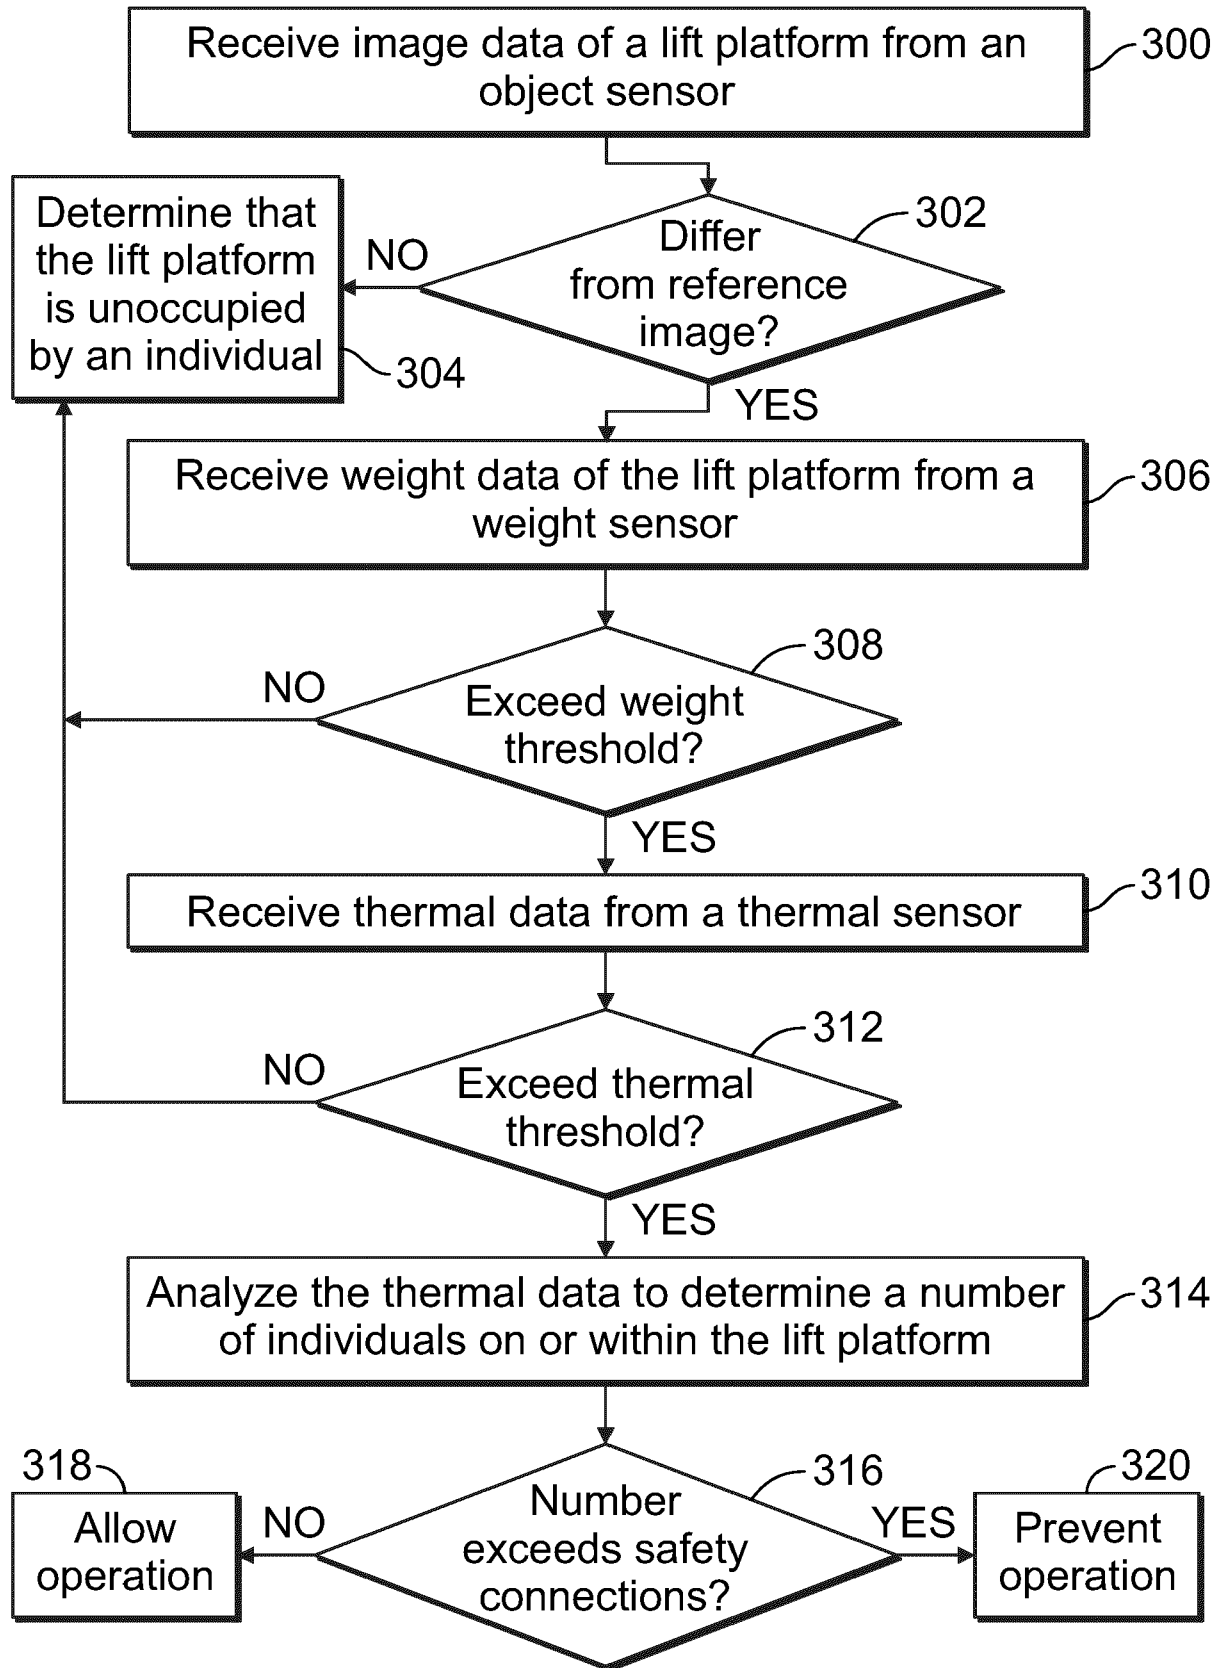 Receive image data of a lift platform from an
object sensor
300
Determine that
the lift platform
is unoccupied
by an individual
304
NO
Differ
from reference
image?
302
YES
Receive weight data of the lift platform from a
weight sensor
306
NO
Exceed weight
threshold?
308
YES
Receive thermal data from a thermal sensor
310
NO
Exceed thermal
threshold?
312
YES
Analyze the thermal data to determine a number
of individuals on or within the lift platform
314
318
Allow
operation
NO
Number
exceeds safety
connections?
316
YES
320
Prevent
operation